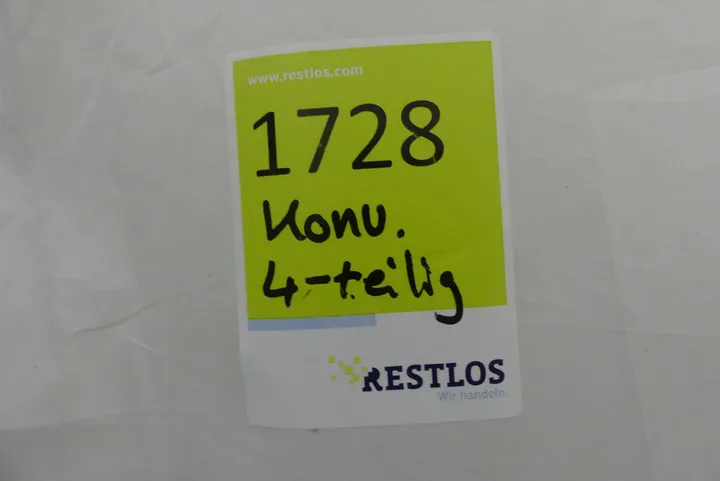 www.restlos.com
1728
Konv.
4-teilig
RESTLOS
Wir handeln